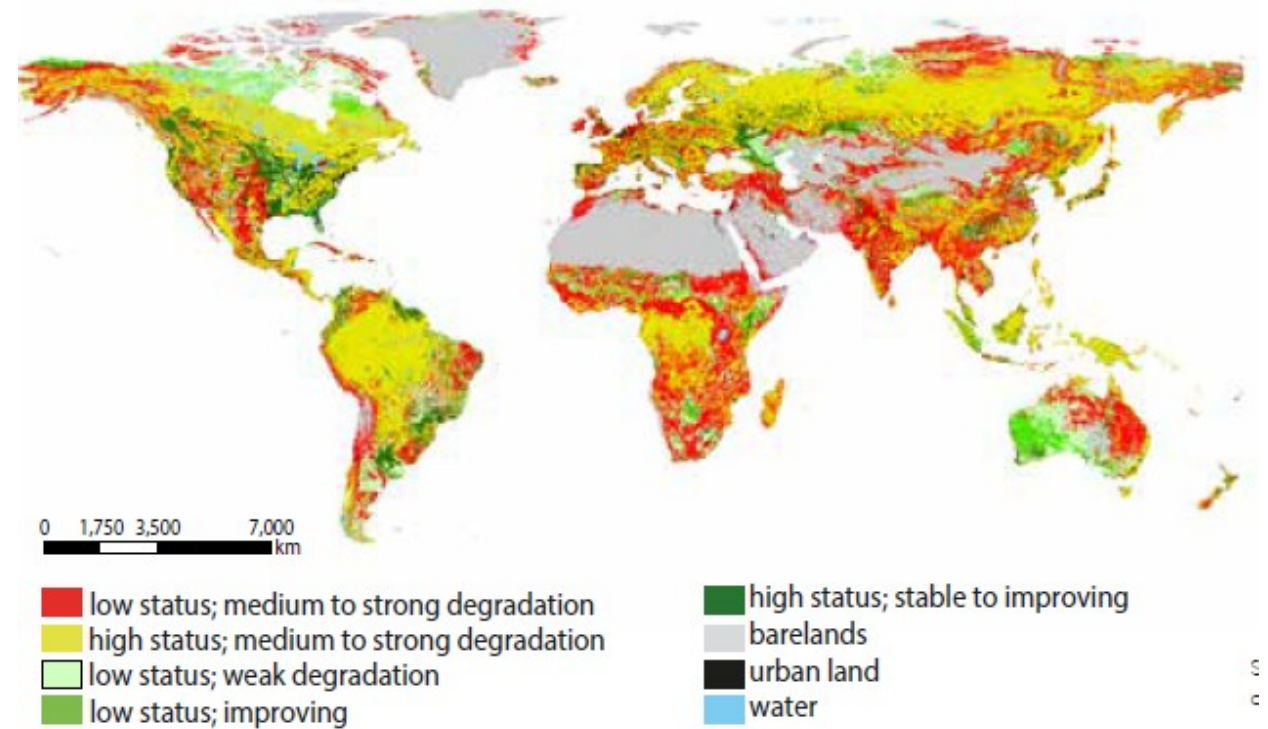 0 1,750 3,500 7,000
km
low status; medium to strong degradation
high status; medium to strong degradation
low status; weak degradation
low status; improving
high status; stable to improving
barelands
urban land
water